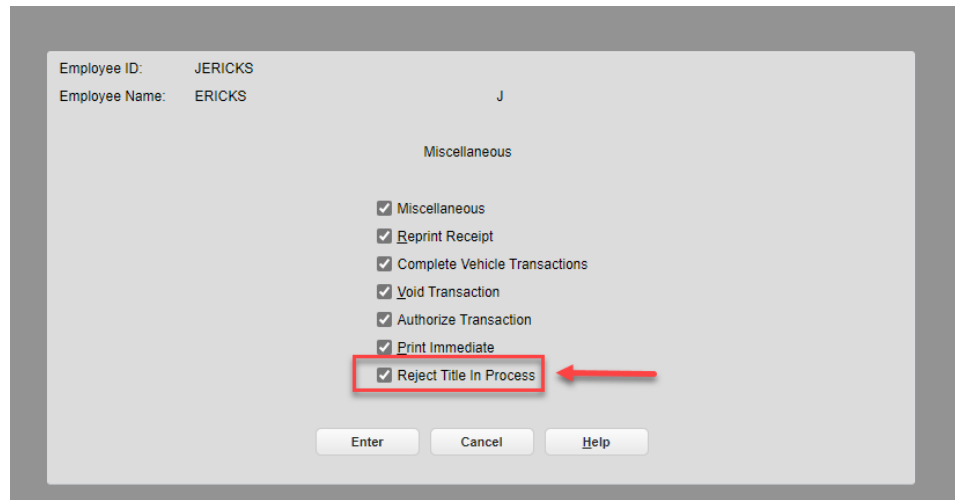 Employee ID: JERICKS
Employee Name: ERICKS J
Miscellaneous
Miscellaneous
Reprint Receipt
Complete Vehicle Transactions
Void Transaction
Authorize Transaction
Print Immediate
Reject Title In Process
Enter Cancel Help